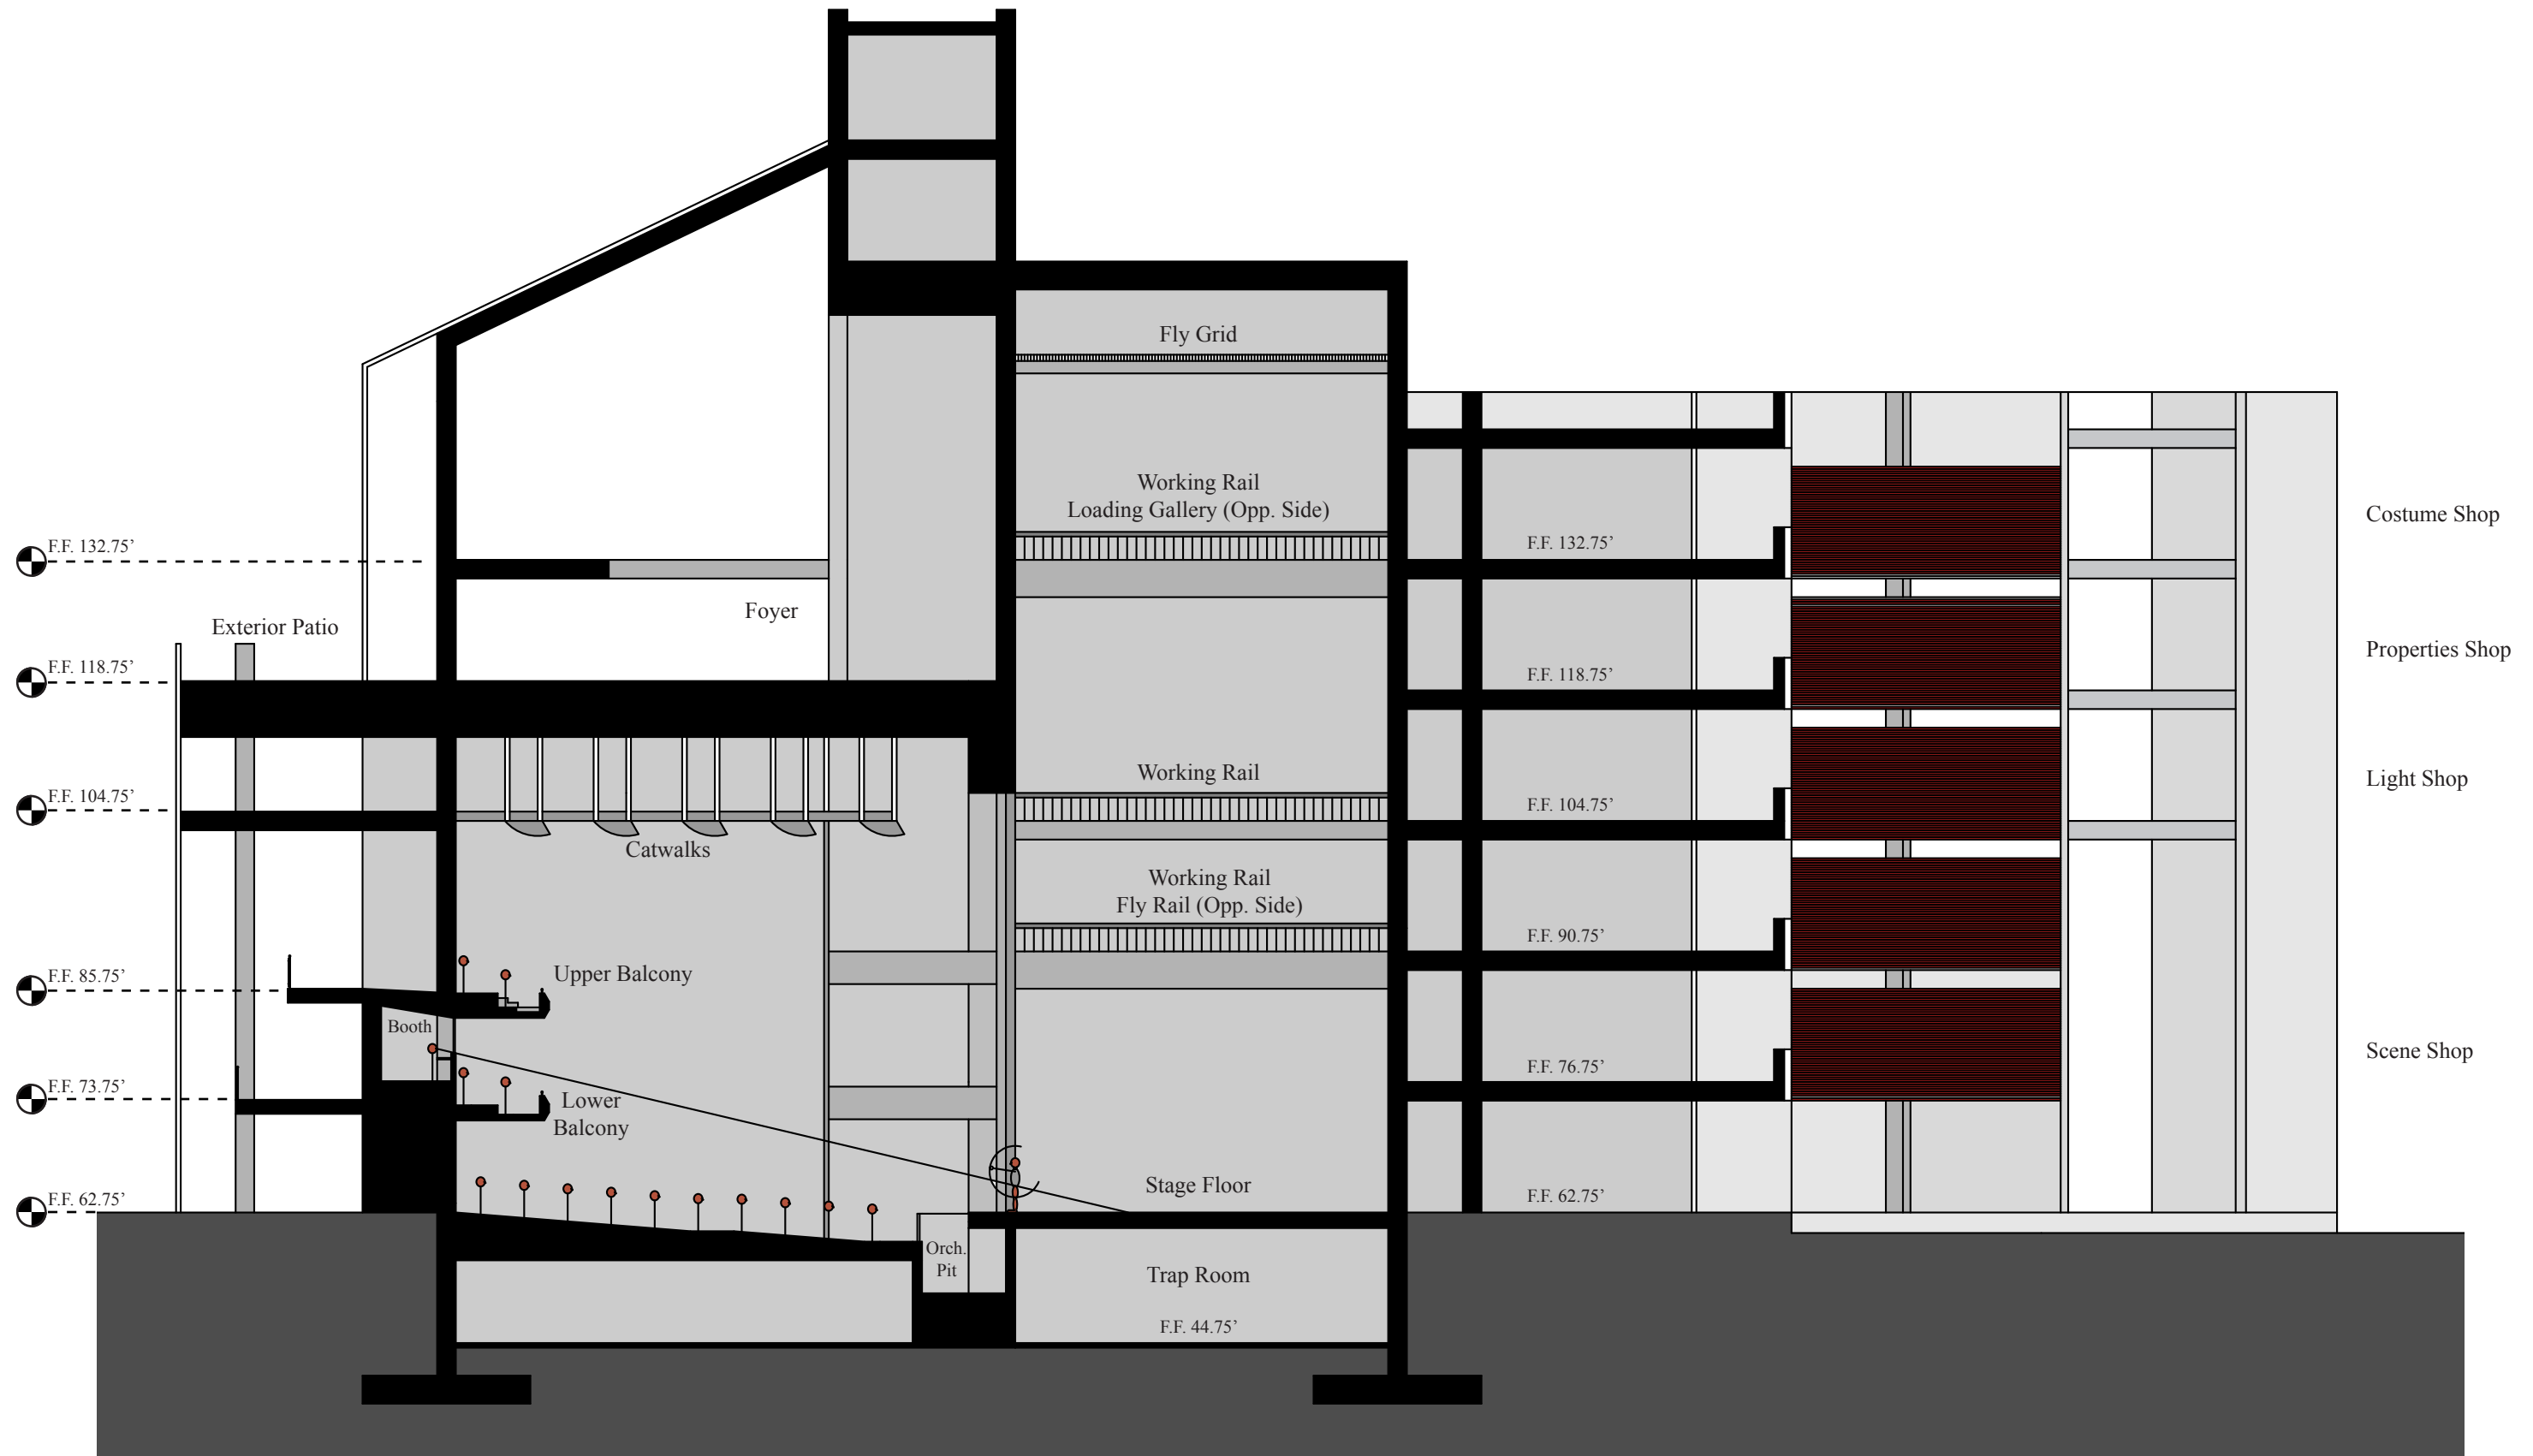 Fly Grid
Working Rail
Loading Gallery (Opp. Side)
Costume Shop
F.F. 132.75’
F.F. 132.75’
Foyer
Exterior Patio
Properties Shop
F.F. 118.75’
F.F. 118.75’
Working Rail
Light Shop
F.F. 104.75’
F.F. 104.75’
Catwalks
Working Rail
Fly Rail (Opp. Side)
F.F. 90.75’
Upper Balcony
F.F. 85.75’
Booth
Scene Shop
F.F. 76.75’
F.F. 73.75’
Lower
Balcony
Stage Floor
F.F. 62.75’
F.F. 62.75’
Orch.
Pit
Trap Room
F.F. 44.75’